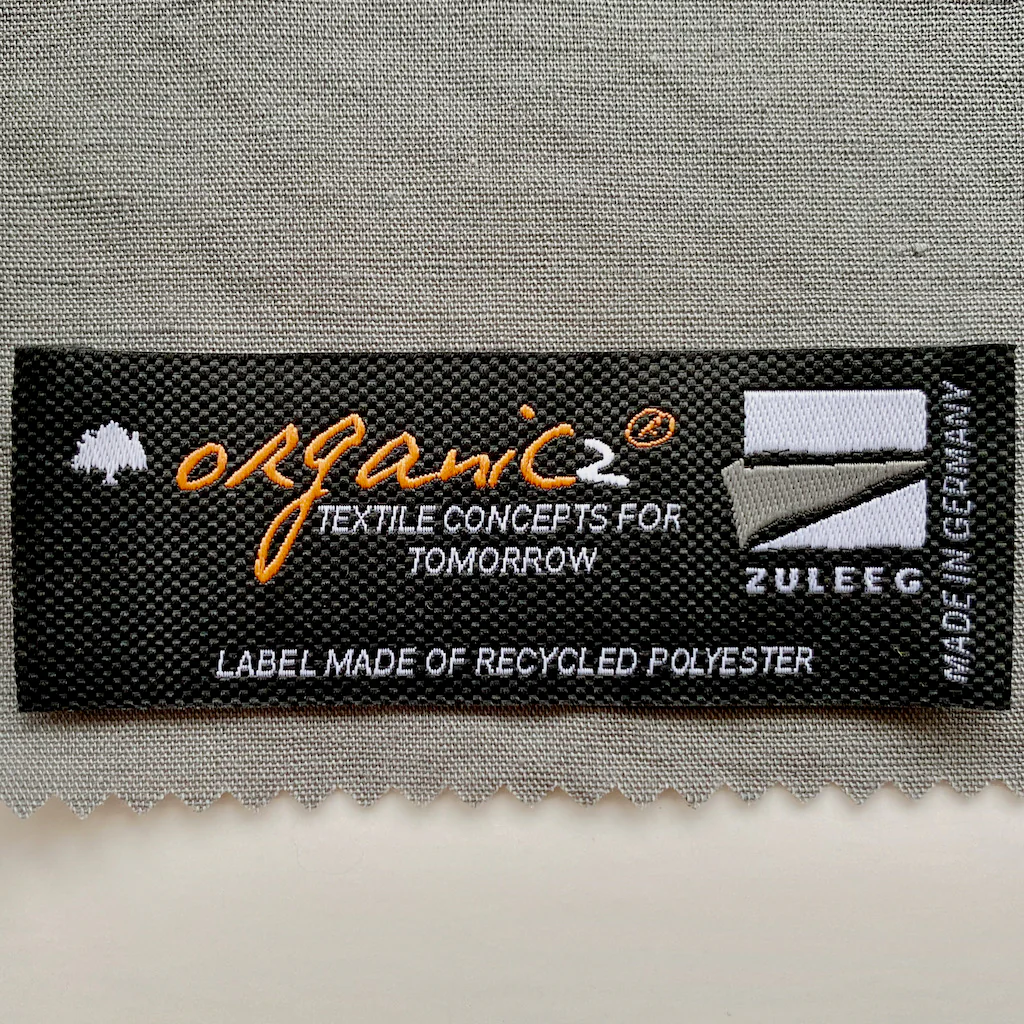 organic2®
TEXTILE CONCEPTS FOR
TOMORROW
LABEL MADE OF RECYCLED POLYESTER
ZULEEG
MADE IN GERMANY